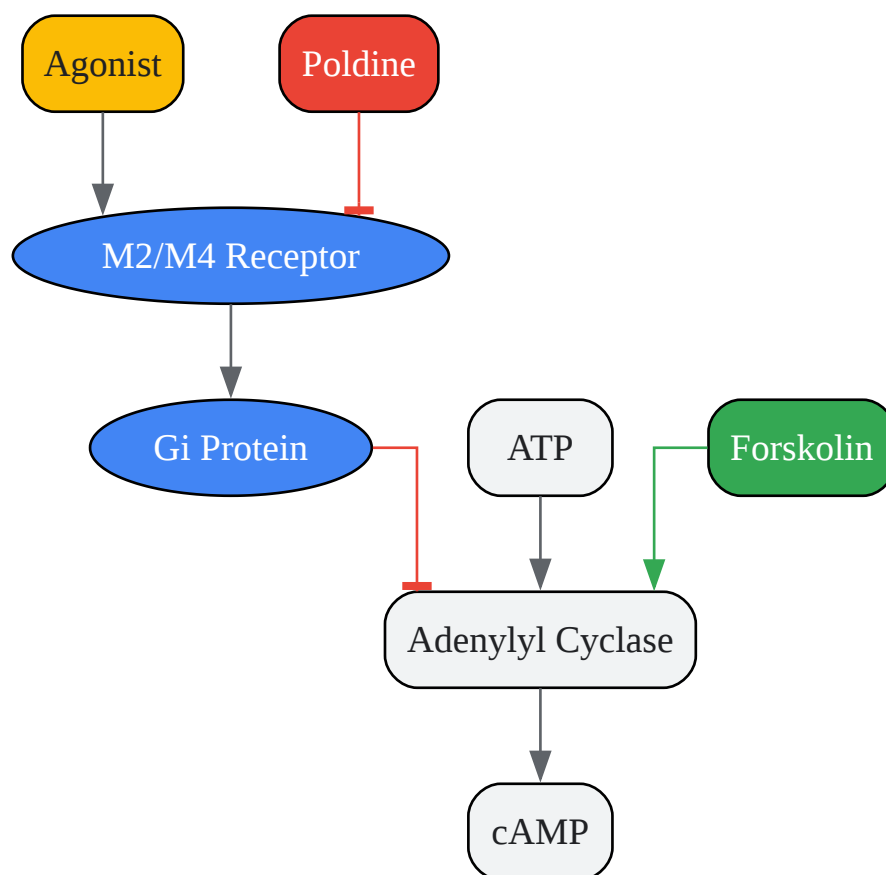 Agonist
Poldine
M2/M4 Receptor
Gi Protein
ATP
Forskolin
Adenylyl Cyclase
cAMP